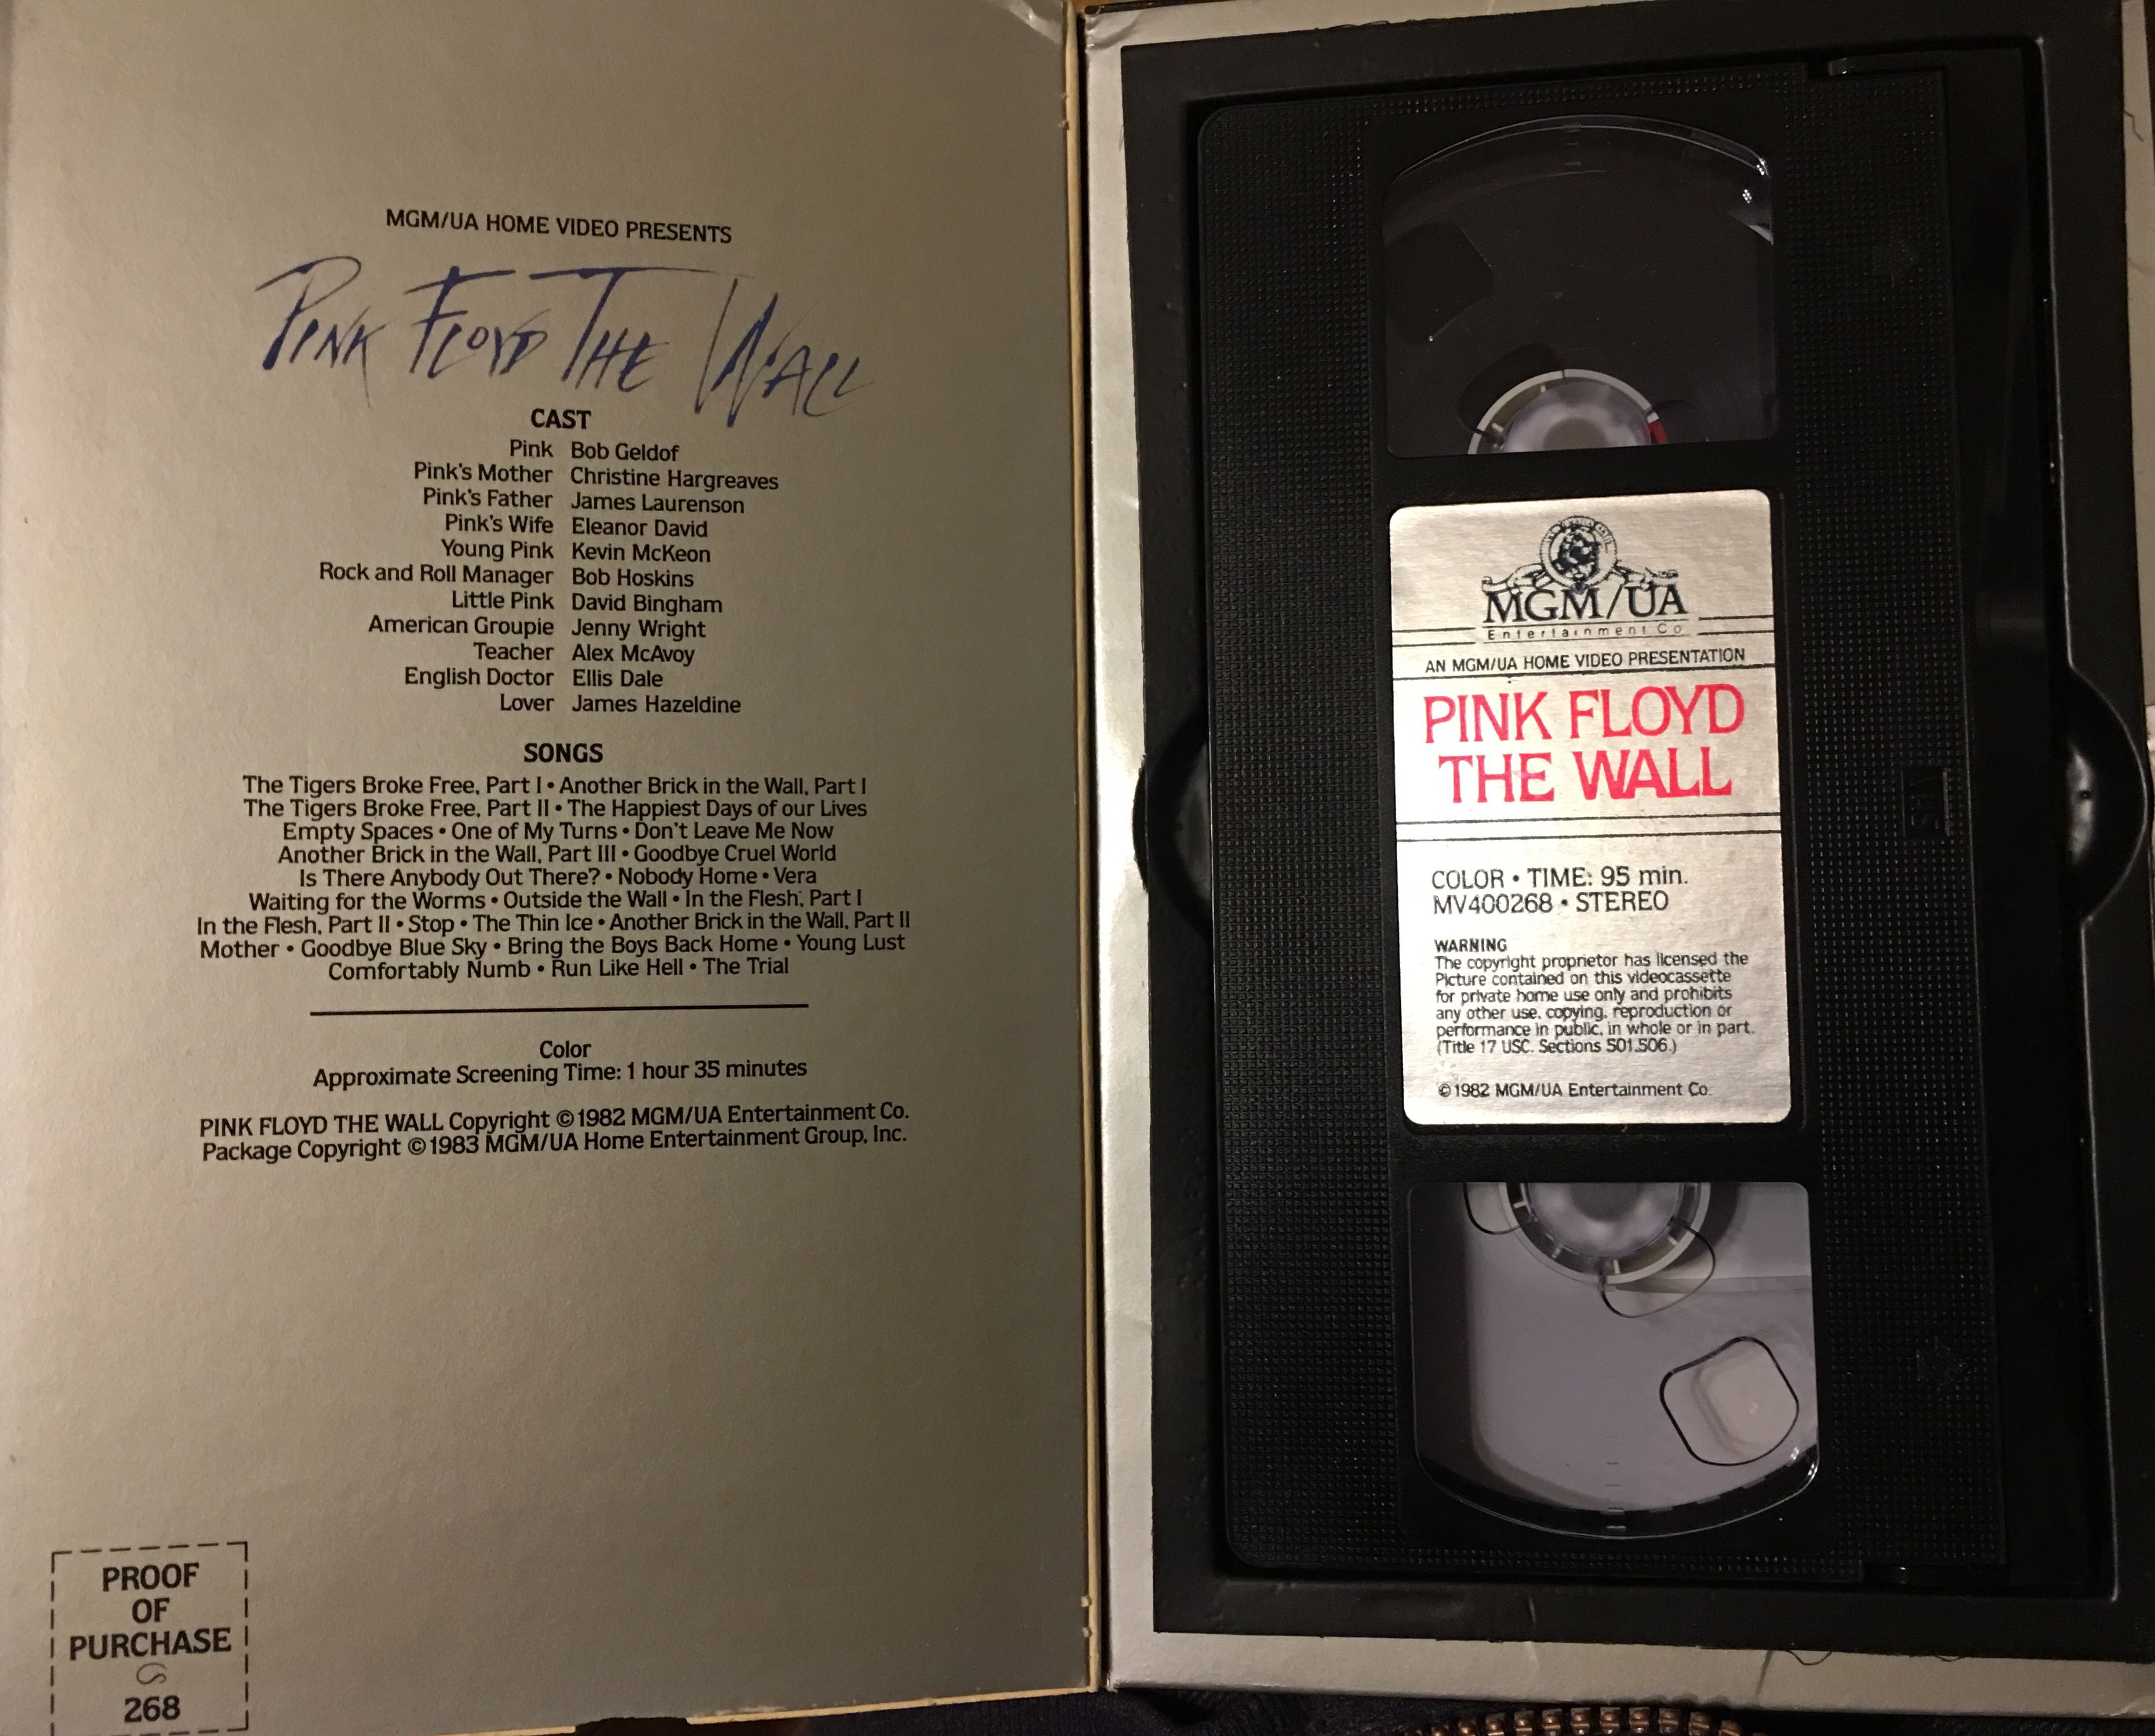 MGM/UA HOME VIDEO PRESENTS
PINK FLOYD THE WALL
CAST
Pink Bob Geldof
Pink's Mother Christine Hargreaves
Pink's Father James Laurenson
Pink's Wife Eleanor David
Young Pink Kevin McKeon
Rock and Roll Manager Bob Hoskins
Little Pink David Bingham
American Groupie Jenny Wright
Teacher Alex McAvoy
English Doctor Ellis Dale
Lover James Hazeldine
SONGS
The Tigers Broke Free, Part I • Another Brick in the Wall, Part I
The Tigers Broke Free, Part II • The Happiest Days of our Lives
Empty Spaces • One of My Turns • Don't Leave Me Now
Another Brick in the Wall, Part III • Goodbye Cruel World
Is There Anybody Out There? • Nobody Home • Vera
Waiting for the Worms • Outside the Wall • In the Flesh, Part I
In the Flesh, Part II • Stop • The Thin Ice • Another Brick in the Wall, Part II
Mother • Goodbye Blue Sky • Bring the Boys Back Home • Young Lust
Comfortably Numb • Run Like Hell • The Trial
Color
Approximate Screening Time: 1 hour 35 minutes
PINK FLOYD THE WALL Copyright © 1982 MGM/UA Entertainment Co.
Package Copyright © 1983 MGM/UA Home Entertainment Group, Inc.
PROOF
OF
PURCHASE
268
MGM/UA
Entertainment Co
AN MGM/UA HOME VIDEO PRESENTATION
PINK FLOYD
THE WALL
COLOR • TIME: 95 min.
MV400268 • STEREO
WARNING
The copyright proprietor has licensed the
Picture contained on this videocassette
for private home use only and prohibits
any other use, copying, reproduction or
performance in public, in whole or in part.
(Title 17 USC. Sections 501.506.)
© 1982 MGM/UA Entertainment Co.
VHS